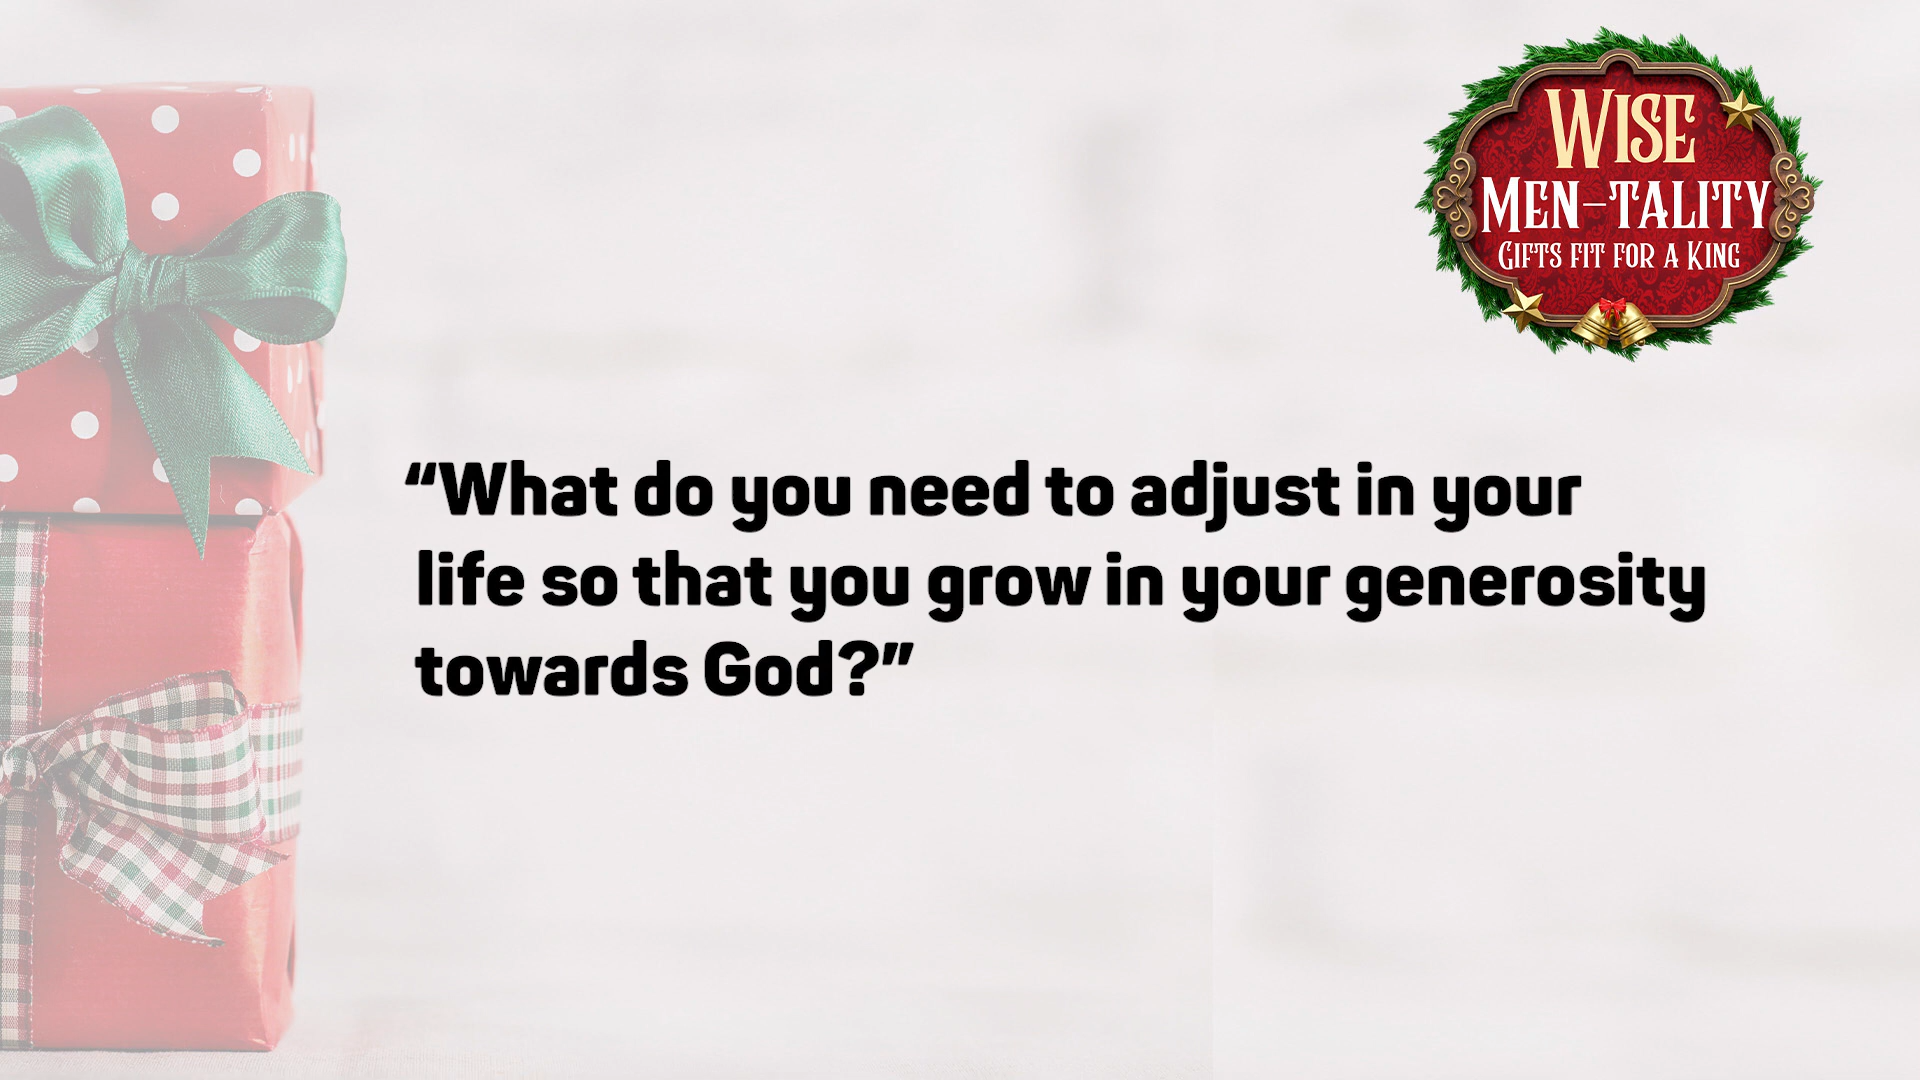 WISE
MEN-TALITY
GIFTS FIT FOR A KING
“What do you need to adjust in your
life so that you grow in your generosity
towards God?”